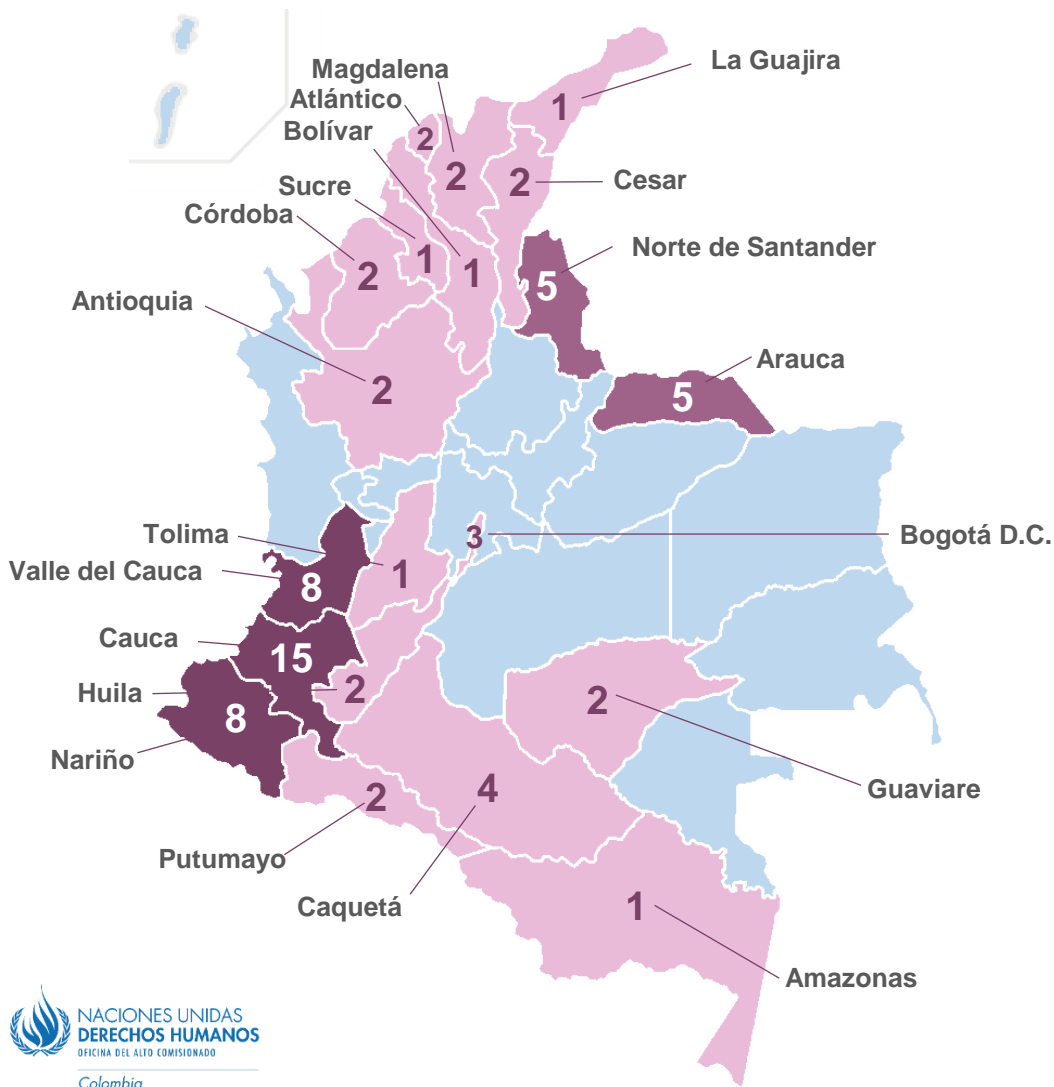 Magdalena
La Guajira
Atlántico
1
Bolívar
2
2
2
Cesar
Sucre
Córdoba
Norte de Santander
2
1
1
5
Antioquia
Arauca
2
5
Tolima
3
Bogotá D.C.
Valle del Cauca
8
1
Cauca
15
Huila
2
2
8
Nariño
Guaviare
2
4
Putumayo
Caquetá
1
Amazonas
NACIONES UNIDAS
DERECHOS HUMANOS
OFICINA DEL ALTO COMISIONADO
Colombia